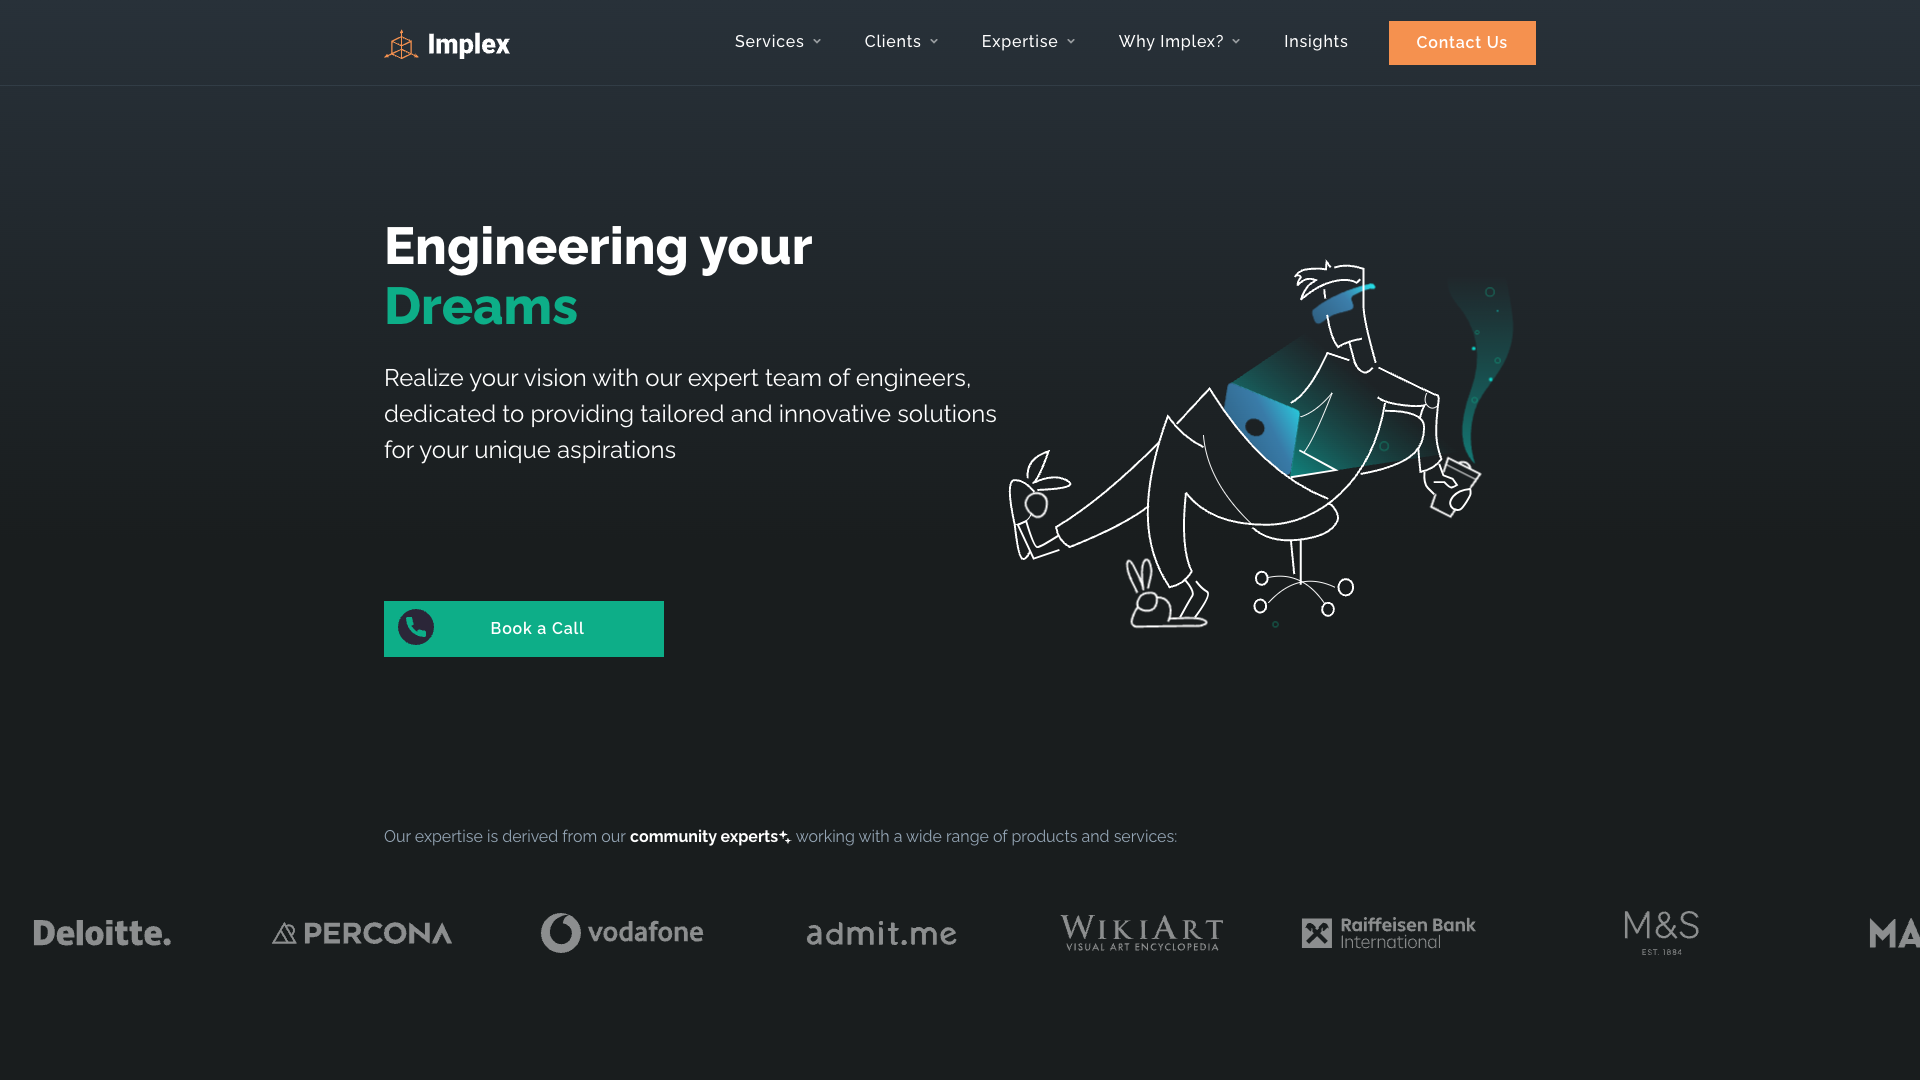 Implex
Services
Clients
Expertise
Why Implex?
Insights
Contact Us
Engineering your
Dreams
Realize your vision with our expert team of engineers,
dedicated to providing tailored and innovative solutions
for your unique aspirations
Book a Call
Our expertise is derived from our community experts working with a wide range of products and services:
Deloitte.
PERCONA
vodafone
admit.me
WIKIART
VISUAL ART ENCYCLOPEDIA
Raiffeisen Bank
International
M&S
EST. 1884
MA